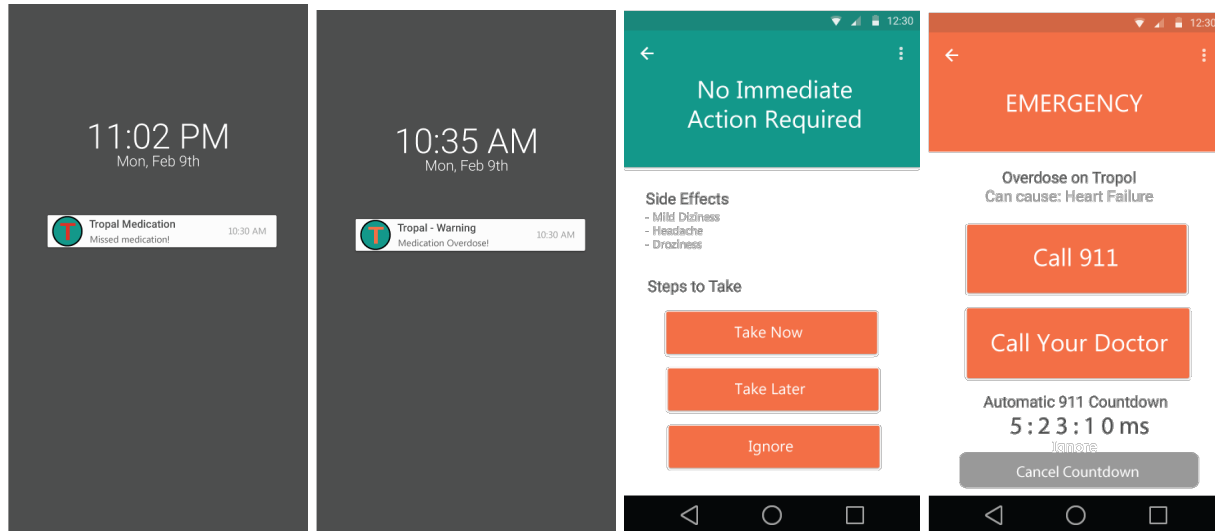 11:02 PM
Mon, Feb 9th
T
Tropal Medication
Missed medication!
10:30 AM
10:35 AM
Mon, Feb 9th
T
Tropal - Warning
Medication Overdose!
10:30 AM
12:30
No Immediate
Action Required
Side Effects
- Mild Diziness
- Headache
- Droziness
Steps to Take
Take Now
Take Later
Ignore
12:30
EMERGENCY
Overdose on Tropol
Can cause: Heart Failure
Call 911
Call Your Doctor
Automatic 911 Countdown
5:23:10 ms
Ignore
Cancel Countdown